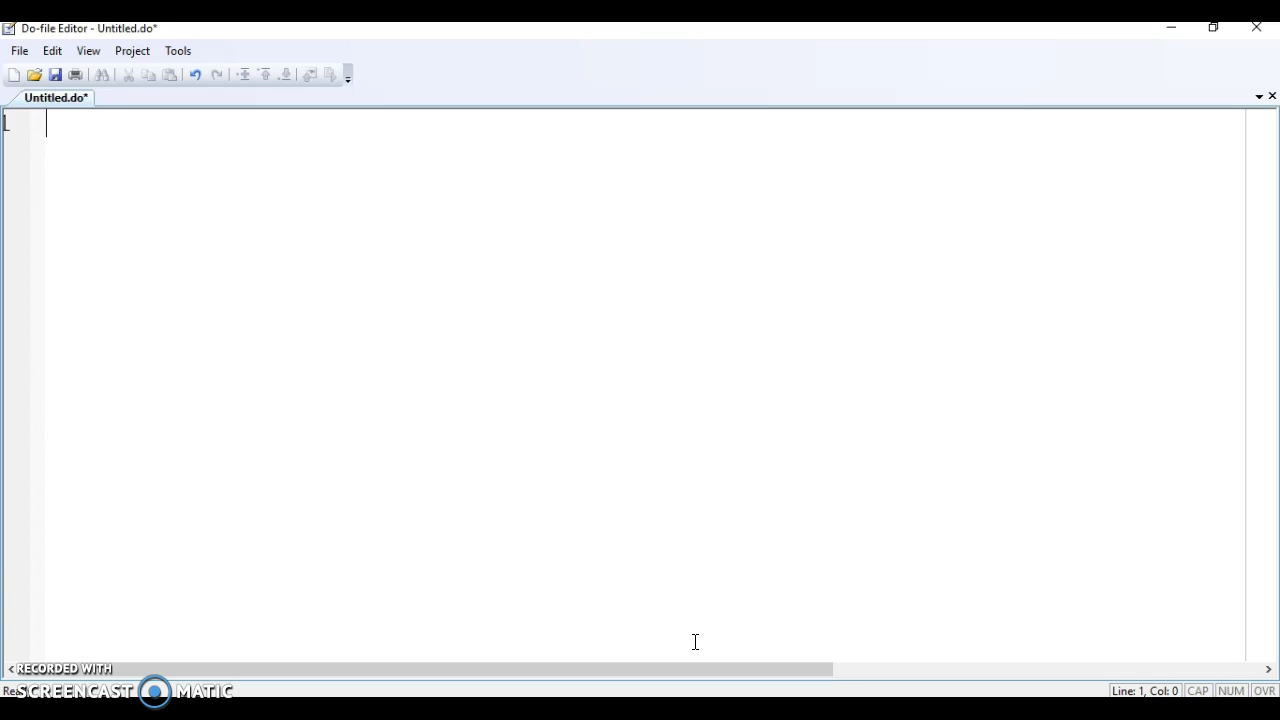 Do-file Editor - Untitled.do*
File Edit View Project Tools
Untitled.do*
1
RECORDED WITH
SCREENCAST MATIC
Line: 1, Col: 0 CAP NUM OVR